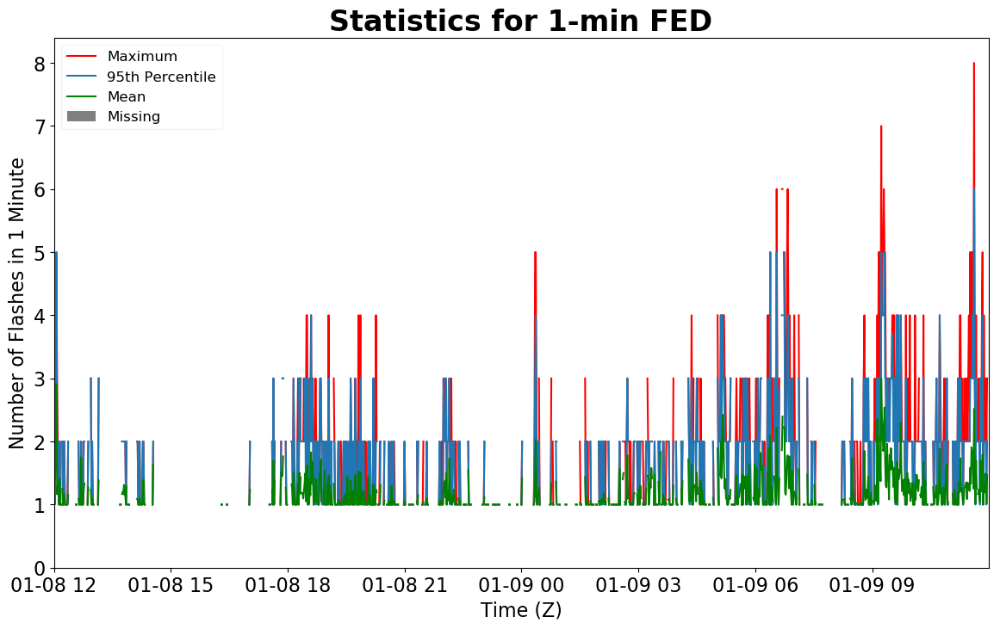 Statistics for 1-min FED
Maximum
95th Percentile
Mean
Missing
Number of Flashes in 1 Minute
8
7
6
5
4
3
2
1
0
01-08 12 01-08 15 01-08 18 01-08 21 01-09 00 01-09 03 01-09 06 01-09 09
Time (Z)